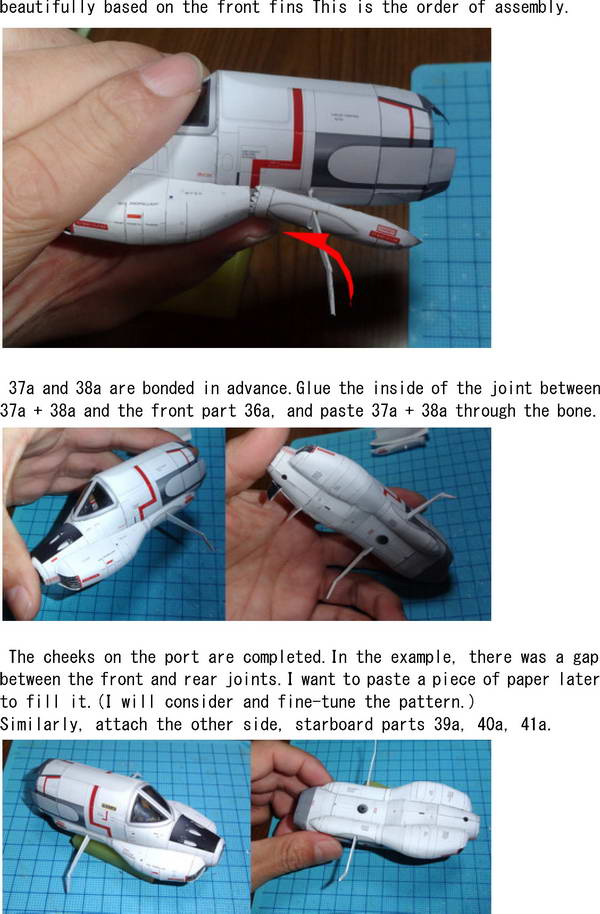 beautifully based on the front fins This is the order of assembly.
37a and 38a are bonded in advance.Glue the inside of the joint between
37a + 38a and the front part 36a, and paste 37a + 38a through the bone.
The cheeks on the port are completed.In the example, there was a gap
between the front and rear joints.I want to paste a piece of paper later
to fill it.(I will consider and fine-tune the pattern.)
Similarly, attach the other side, starboard parts 39a, 40a, 41a.